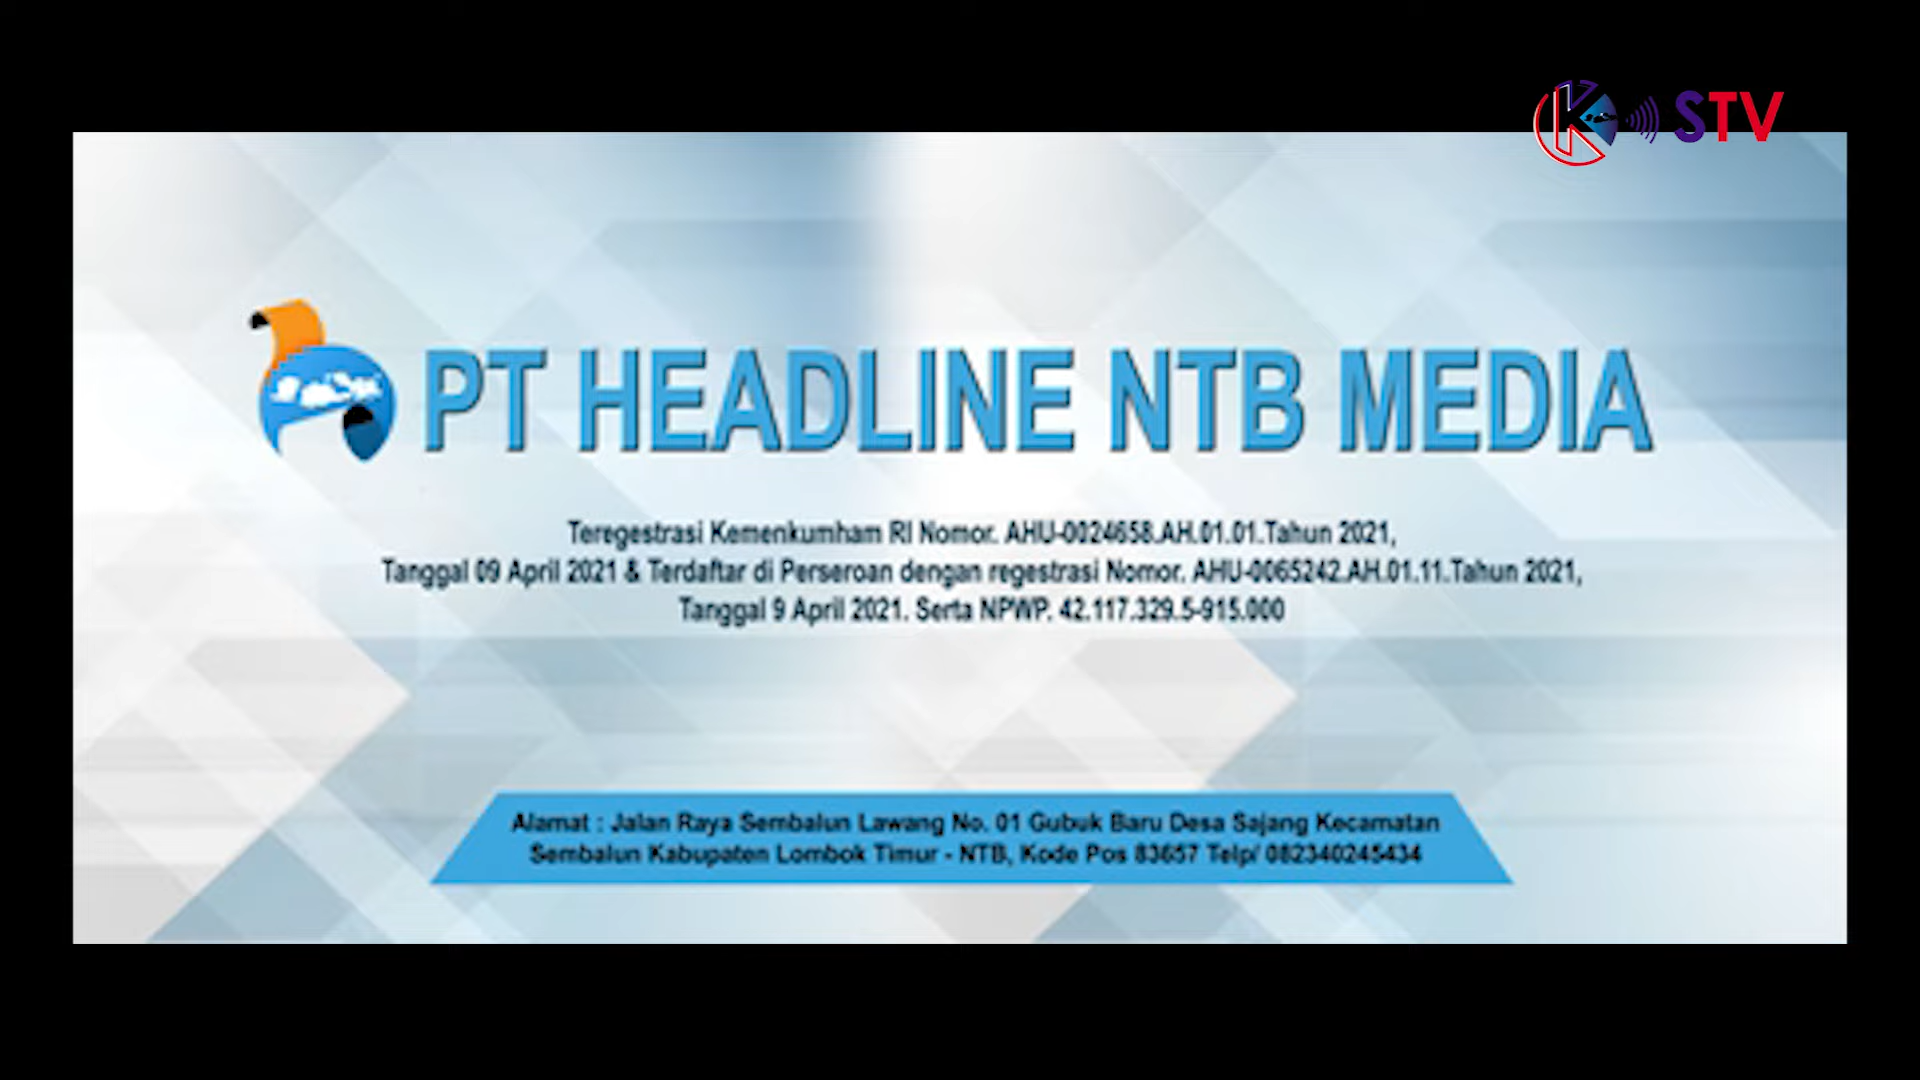 K STV
PT HEADLINE NTB MEDIA
Teregestrasi Kemenkumham RI Nomor. AHU-0024658.AH.01.01.Tahun 2021,
Tanggal 09 April 2021 & Terdaftar di Perseroan dengan regestrasi Nomor. AHU-0065242.AH.01.11.Tahun 2021,
Tanggal 9 April 2021. Serta NPWP. 42.117.329.5-915.000
Alamat : Jalan Raya Sembalun Lawang No. 01 Gubuk Baru Desa Sajang Kecamatan
Sembalun Kabupaten Lombok Timur - NTB, Kode Pos 83657 Telp/ 082340245434